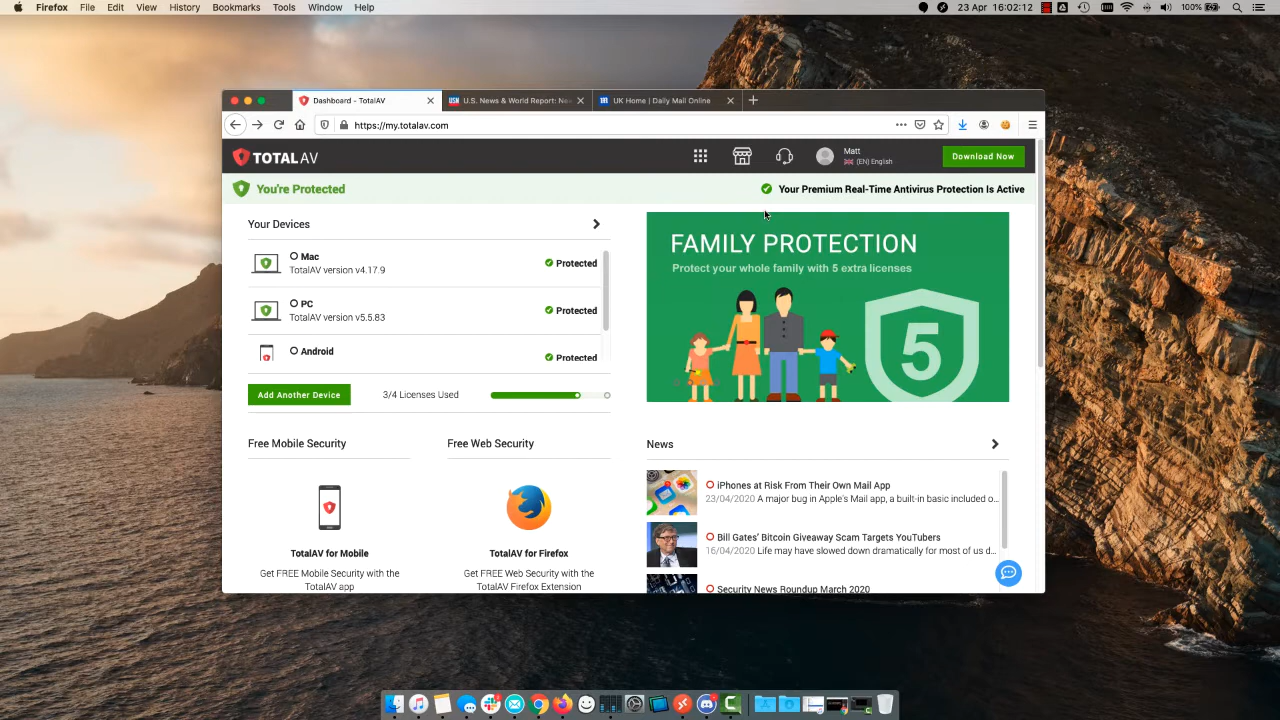 Firefox File Edit View History Bookmarks Totals Window Help
23 Apr 16:02:12
100%
Dashboard - TotalAV
U.S. News & World Report: Ne
UK Home | Daily Mail Online
https://my.totalav.com
TOTAL AV
Matt
(EN) English
Download Now
You're Protected
Your Premium Real-Time Antivirus Protection Is Active
Your Devices
Mac
TotalAV version v4.17.9
Protected
PC
TotalAV version v5.5.83
Protected
Android
Protected
Add Another Device
3/4 Licenses Used
FAMILY PROTECTION
Protect your whole family with 5 extra licenses
5
Free Mobile Security
TotalAV for Mobile
Get FREE Mobile Security with the
TotalAV app
Free Web Security
TotalAV for Firefox
Get FREE Web Security with the
TotalAV Firefox Extension
News
iPhones at Risk From Their Own Mail App
23/04/2020 A major bug in Apple's Mail app, a built-in basic included o...
Bill Gates' Bitcoin Giveaway Scam Targets YouTubers
16/04/2020 Life may have slowed down dramatically for most of us d...
Security News Roundup March 2020